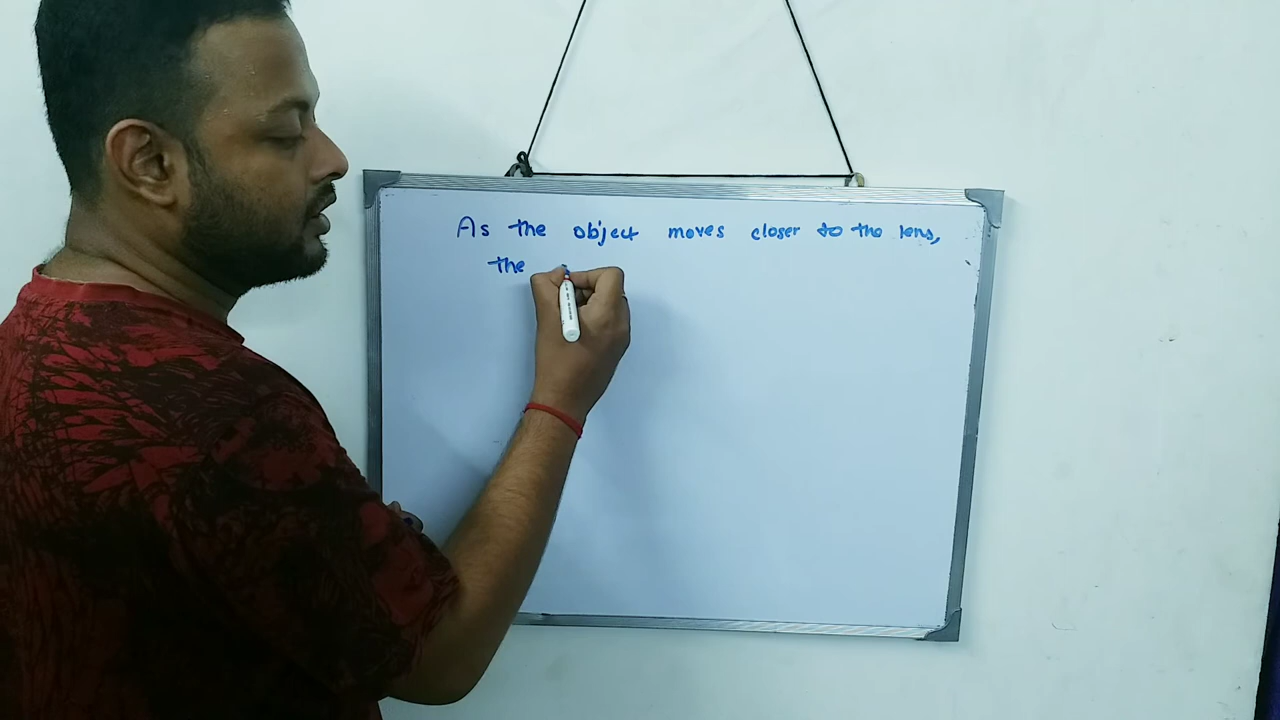 As the object moves closer to the lens,
the